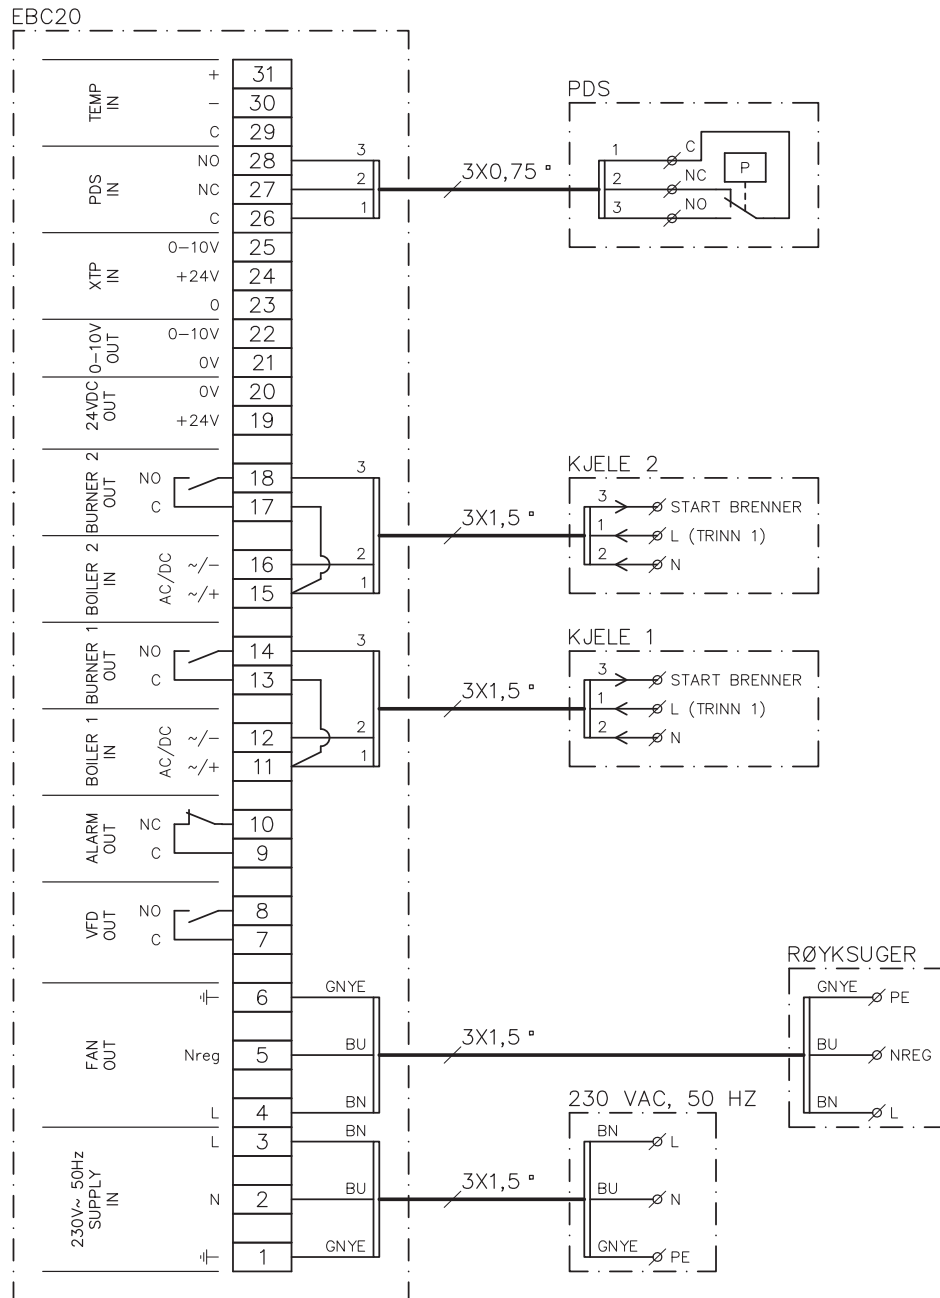 EBC20
TEMP IN
+ 31
- 30
C 29
PDS IN
NO 28 3
NC 27 2
C 26 1
3X0,75 ▫
PDS
1 C
2 NC
3 NO
P
XTP IN
0-10V 25
+24V 24
0 23
0-10V OUT
0-10V 22
0V 21
24VDC OUT
0V 20
+24V 19
BURNER 2 OUT
NO 18 3
C 17
BOILER 2 IN
AC/DC
~/- 16 2
~/+ 15 1
3X1,5 ▫
KJELE 2
3 START BRENNER
1 L (TRINN 1)
2 N
BURNER 1 OUT
NO 14 3
C 13
BOILER 1 IN
AC/DC
~/- 12 2
~/+ 11 1
3X1,5 ▫
KJELE 1
3 START BRENNER
1 L (TRINN 1)
2 N
ALARM OUT
NC 10
C 9
VFD OUT
NO 8
C 7
FAN OUT
6 GNYE
Nreg 5 BU
L 4 BN
3X1,5 ▫
RØYKSUGER
GNYE PE
BU NREG
BN L
230V~ 50Hz SUPPLY IN
L 3 BN
N 2 BU
1 GNYE
3X1,5 ▫
230 VAC, 50 HZ
BN L
BU N
GNYE PE